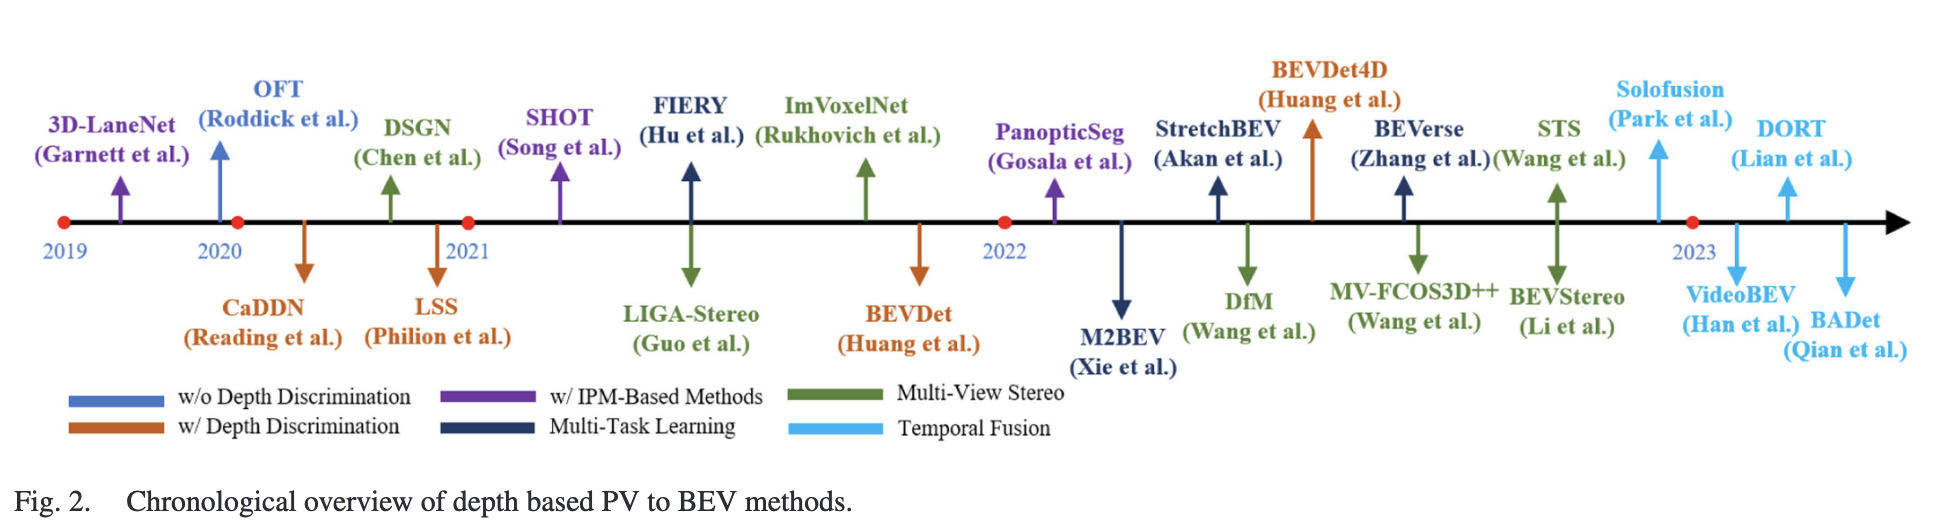 BEVDet4D
(Huang et al.)
OFT
(Roddick et al.)
Solofusion
(Park et al.)
FIERY
(Hu et al.)
ImVoxelNet
(Rukhovich et al.)
SHOT
(Song et al.)
3D-LaneNet
(Garnett et al.)
DSGN
(Chen et al.)
PanopticSeg
(Gosala et al.)
StretchBEV
(Akan et al.)
BEVerse
(Zhang et al.)
STS
(Wang et al.)
DORT
(Lian et al.)
2019
2020
2021
2022
2023
CaDDN
(Reading et al.)
LSS
(Philion et al.)
LIGA-Stereo
(Guo et al.)
BEVDet
(Huang et al.)
M2BEV
(Xie et al.)
DfM
(Wang et al.)
MV-FCOS3D++
(Wang et al.)
BEVStereo
(Li et al.)
VideoBEV
(Han et al.)
BADet
(Qian et al.)
w/o Depth Discrimination
w/ IPM-Based Methods
Multi-View Stereo
w/ Depth Discrimination
Multi-Task Learning
Temporal Fusion
Fig. 2. Chronological overview of depth based PV to BEV methods.